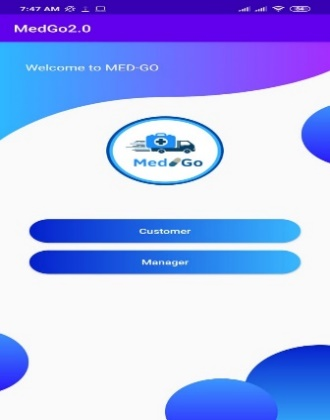 7:47 AM
MedGo2.0
Welcome to MED-GO
Med Go
Customer
Manager